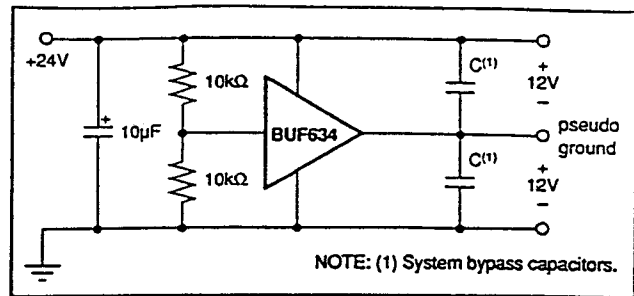 +24V
10µF
+
10kΩ
10kΩ
BUF634
C(1)
C(1)
+
12V
–
pseudo
ground
+
12V
–
NOTE: (1) System bypass capacitors.